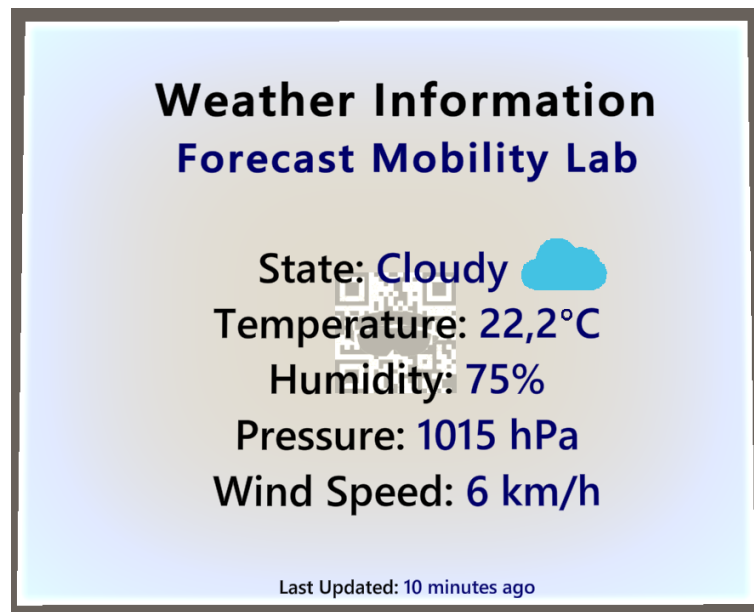 Weather Information
Forecast Mobility Lab
State: Cloudy
Temperature: 22,2°C
Humidity: 75%
Pressure: 1015 hPa
Wind Speed: 6 km/h
Last Updated: 10 minutes ago